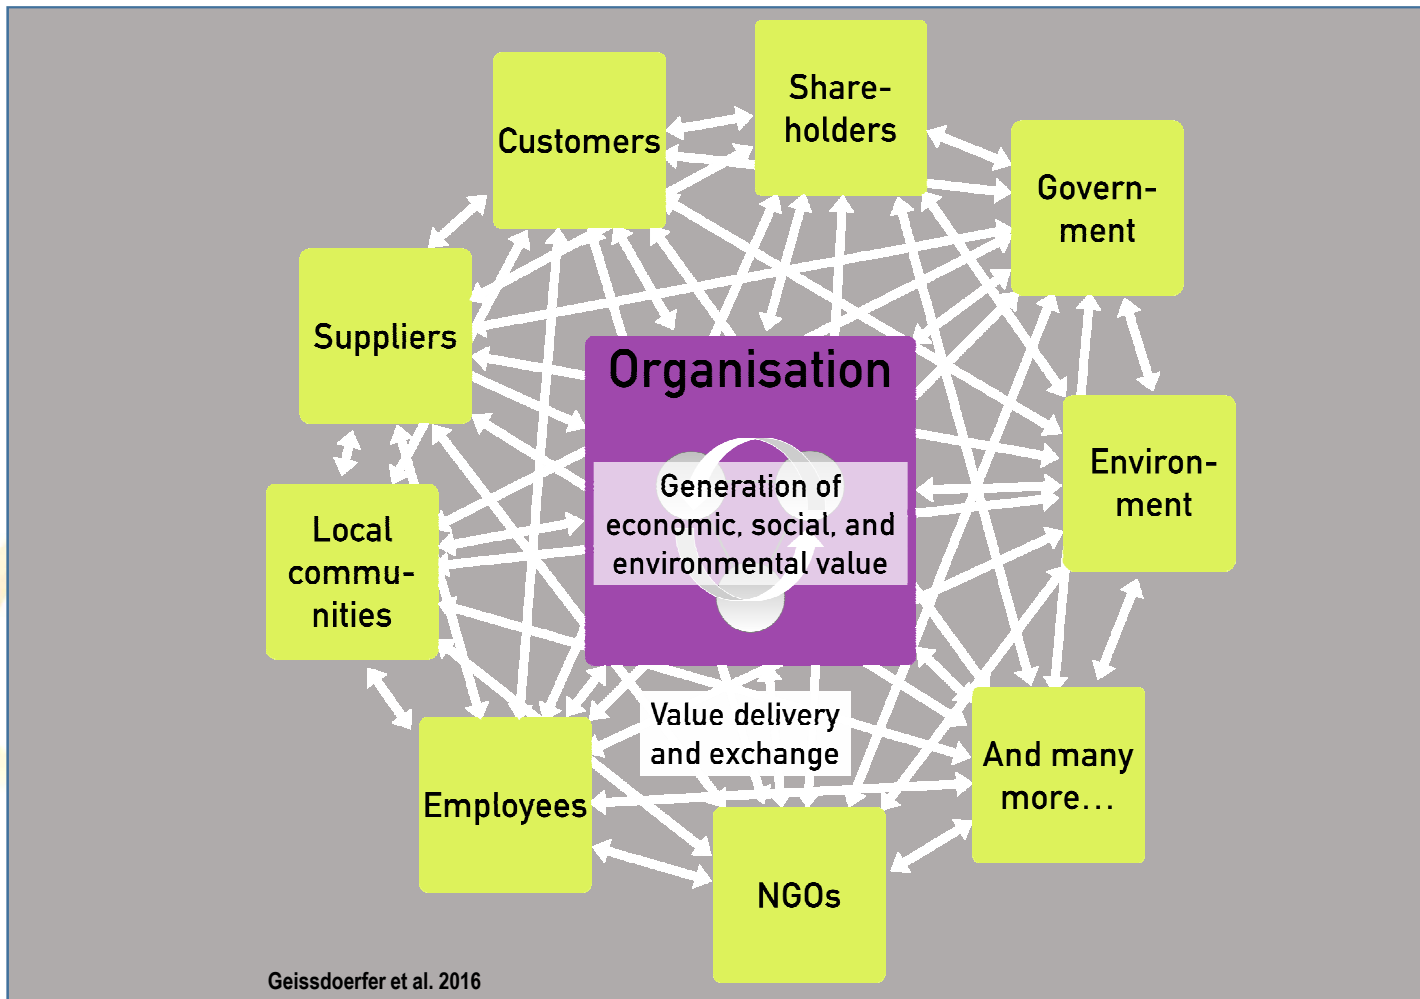 Share-
holders
Customers
Govern-
ment
Suppliers
Organisation
Environ-
ment
Generation of
economic, social, and
environmental value
Local
commu-
nities
Value delivery
and exchange
And many
more...
Employees
NGOs
Geissdoerfer et al. 2016